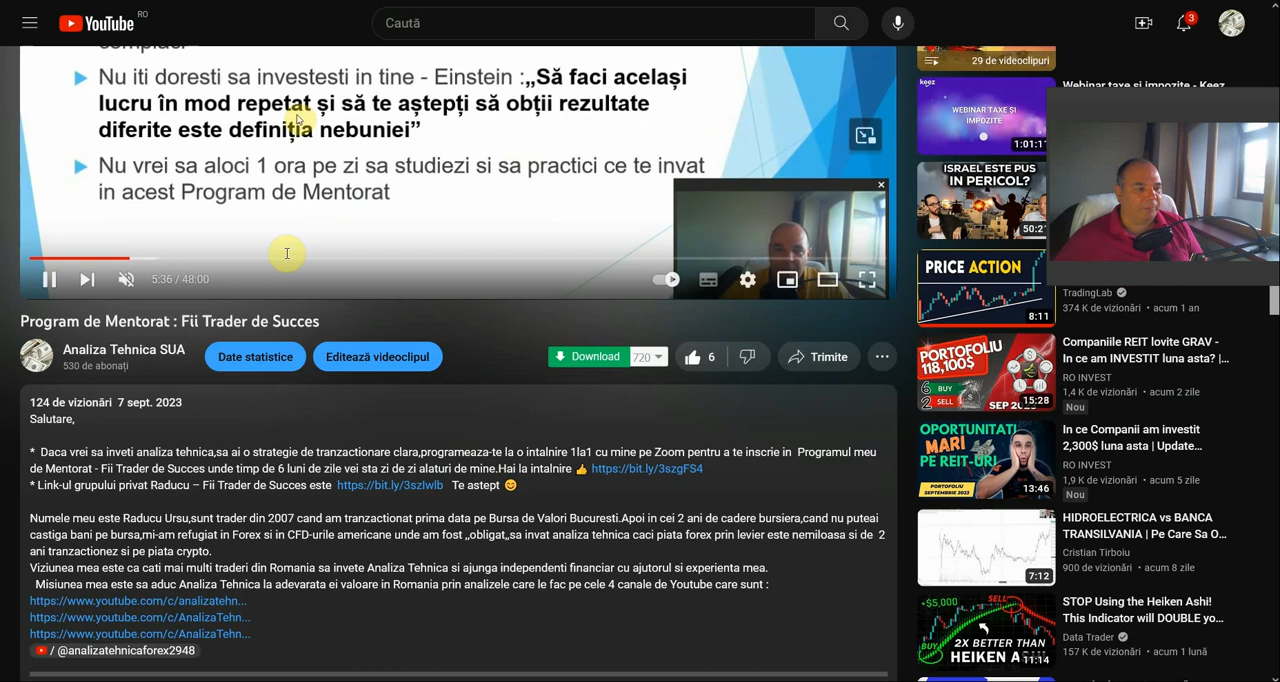 YouTube RO
Caută
3
Nu iti doresti sa investesti in tine - Einstein :„Să faci același
lucru în mod repetat și să te aștepți să obții rezultate
diferite este definiția nebuniei”
Nu vrei sa aloci 1 ora pe zi sa studiezi si sa practici ce te invat
in acest Program de Mentorat
5:36 / 48:00
Program de Mentorat : Fii Trader de Succes
Analiza Tehnica SUA
530 de abonați
Date statistice
Editează videoclipul
Download 720
6
Trimite
124 de vizionări 7 sept. 2023
Salutare,
* Daca vrei sa inveti analiza tehnica,sa ai o strategie de tranzactionare clara,programeaza-te la o intalnire 1la1 cu mine pe Zoom pentru a te inscrie in Programul meu
de Mentorat - Fii Trader de Succes unde timp de 6 luni de zile vei sta zi de zi alaturi de mine.Hai la intalnire 👍 https://bit.ly/3szgFS4
* Link-ul grupului privat Raducu – Fii Trader de Succes este https://bit.ly/3szlwlb Te astept 😊
Numele meu este Raducu Ursu,sunt trader din 2007 cand am tranzactionat prima data pe Bursa de Valori Bucuresti.Apoi in cei 2 ani de cadere bursiera,cand nu puteai
castiga bani pe bursa,mi-am refugiat in Forex si in CFD-urile americane unde am fost ,,obligat,,sa invat analiza tehnica caci piata forex prin levier este nemiloasa si de 2
ani tranzactionez si pe piata crypto.
Viziunea mea este ca cati mai multi traderi din Romania sa invete Analiza Tehnica si ajunga independenti financiar cu ajutorul si experienta mea.
Misiunea mea este sa aduc Analiza Tehnica la adevarata ei valoare in Romania prin analizele care le fac pe cele 4 canale de Youtube care sunt :
https://www.youtube.com/c/analizatehn...
https://www.youtube.com/c/AnalizaTehn...
https://www.youtube.com/c/AnalizaTehn...
/ @analizatehnicaforex2948
29 de videoclipuri
keez
WEBINAR TAXE ȘI
IMPOZITE
Webinar taxe si impozite - Keez
ISRAEL ESTE PUS
IN PERICOL?
PRICE ACTION
8:11
TradingLab
374 K de vizionări • acum 1 an
PORTOFOLIU
118,100$
6 BUY
2 SELL
15:28
Companiile REIT lovite GRAV -
In ce am INVESTIT luna asta? |...
RO INVEST
1,4 K de vizionări • acum 2 zile
Nou
OPORTUNITATI
MARI
PE REIT-URI
PORTOFOLIU
SEPTEMBRIE 2023
13:46
In ce Companii am investit
2,300$ luna asta | Update...
RO INVEST
1,9 K de vizionări • acum 5 zile
Nou
7:12
HIDROELECTRICA vs BANCA
TRANSILVANIA | Pe Care Sa O...
Cristian Tirboiu
900 de vizionări • acum 8 zile
+$5,000
SELL
BUY
2X BETTER THAN
HEIKEN
11:14
STOP Using the Heiken Ashi!
This Indicator will DOUBLE yo...
Data Trader
157 K de vizionări • acum 1 lună